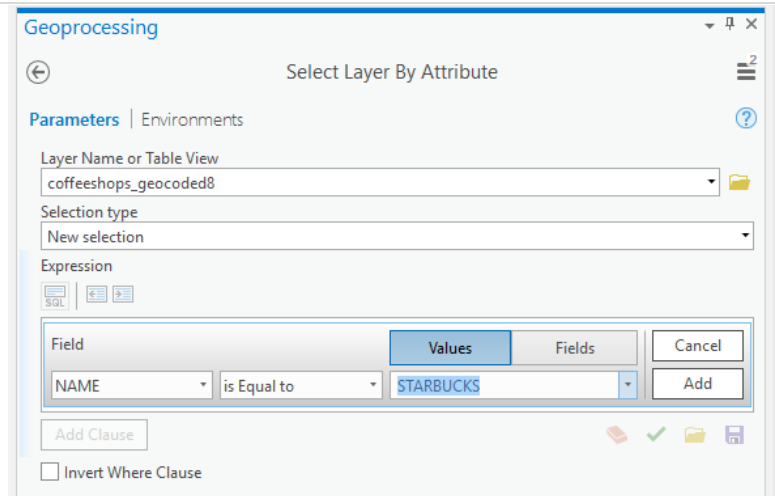 Geoprocessing
Select Layer By Attribute
2
Parameters | Environments
?
Layer Name or Table View
coffeeshops_geocoded8
Selection type
New selection
Expression
SQL
Field Values Fields Cancel
NAME is Equal to STARBUCKS Add
Add Clause
Invert Where Clause